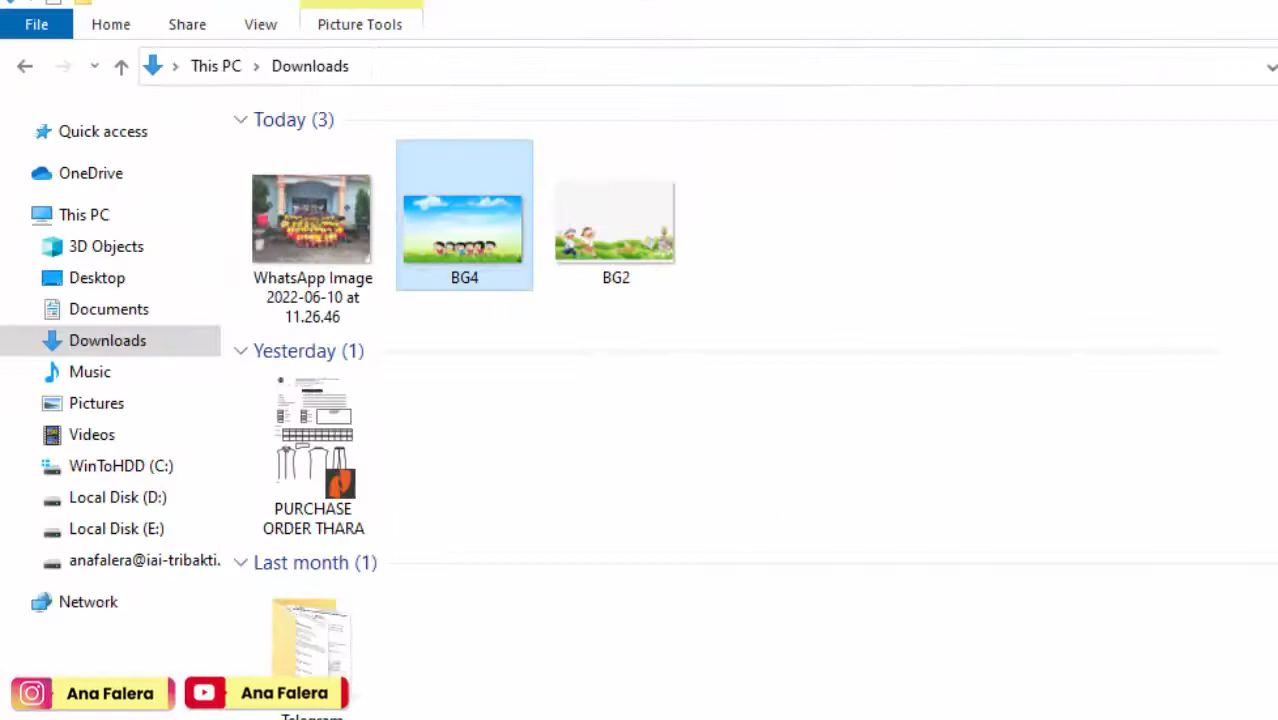 File Home Share View Picture Tools
This PC Downloads
Today (3)
Quick access
OneDrive
This PC
3D Objects
Desktop
Documents
Downloads
Music
Pictures
Videos
WinToHDD (C:)
Local Disk (D:)
Local Disk (E:)
anafalera@iai-tribakti.
Network
WhatsApp Image
2022-06-10 at
11.26.46
BG4
BG2
Yesterday (1)
PURCHASE
ORDER THARA
Last month (1)
Telegram
Ana Falera
Ana Falera